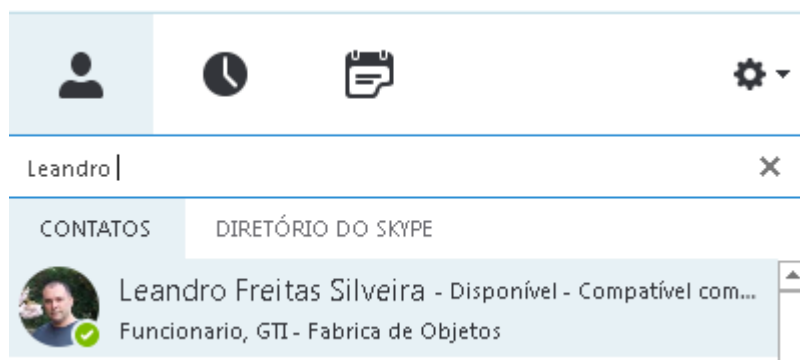 Leandro
CONTATOS DIRETÓRIO DO SKYPE
Leandro Freitas Silveira - Disponível - Compatível com...
Funcionario, GTI - Fabrica de Objetos